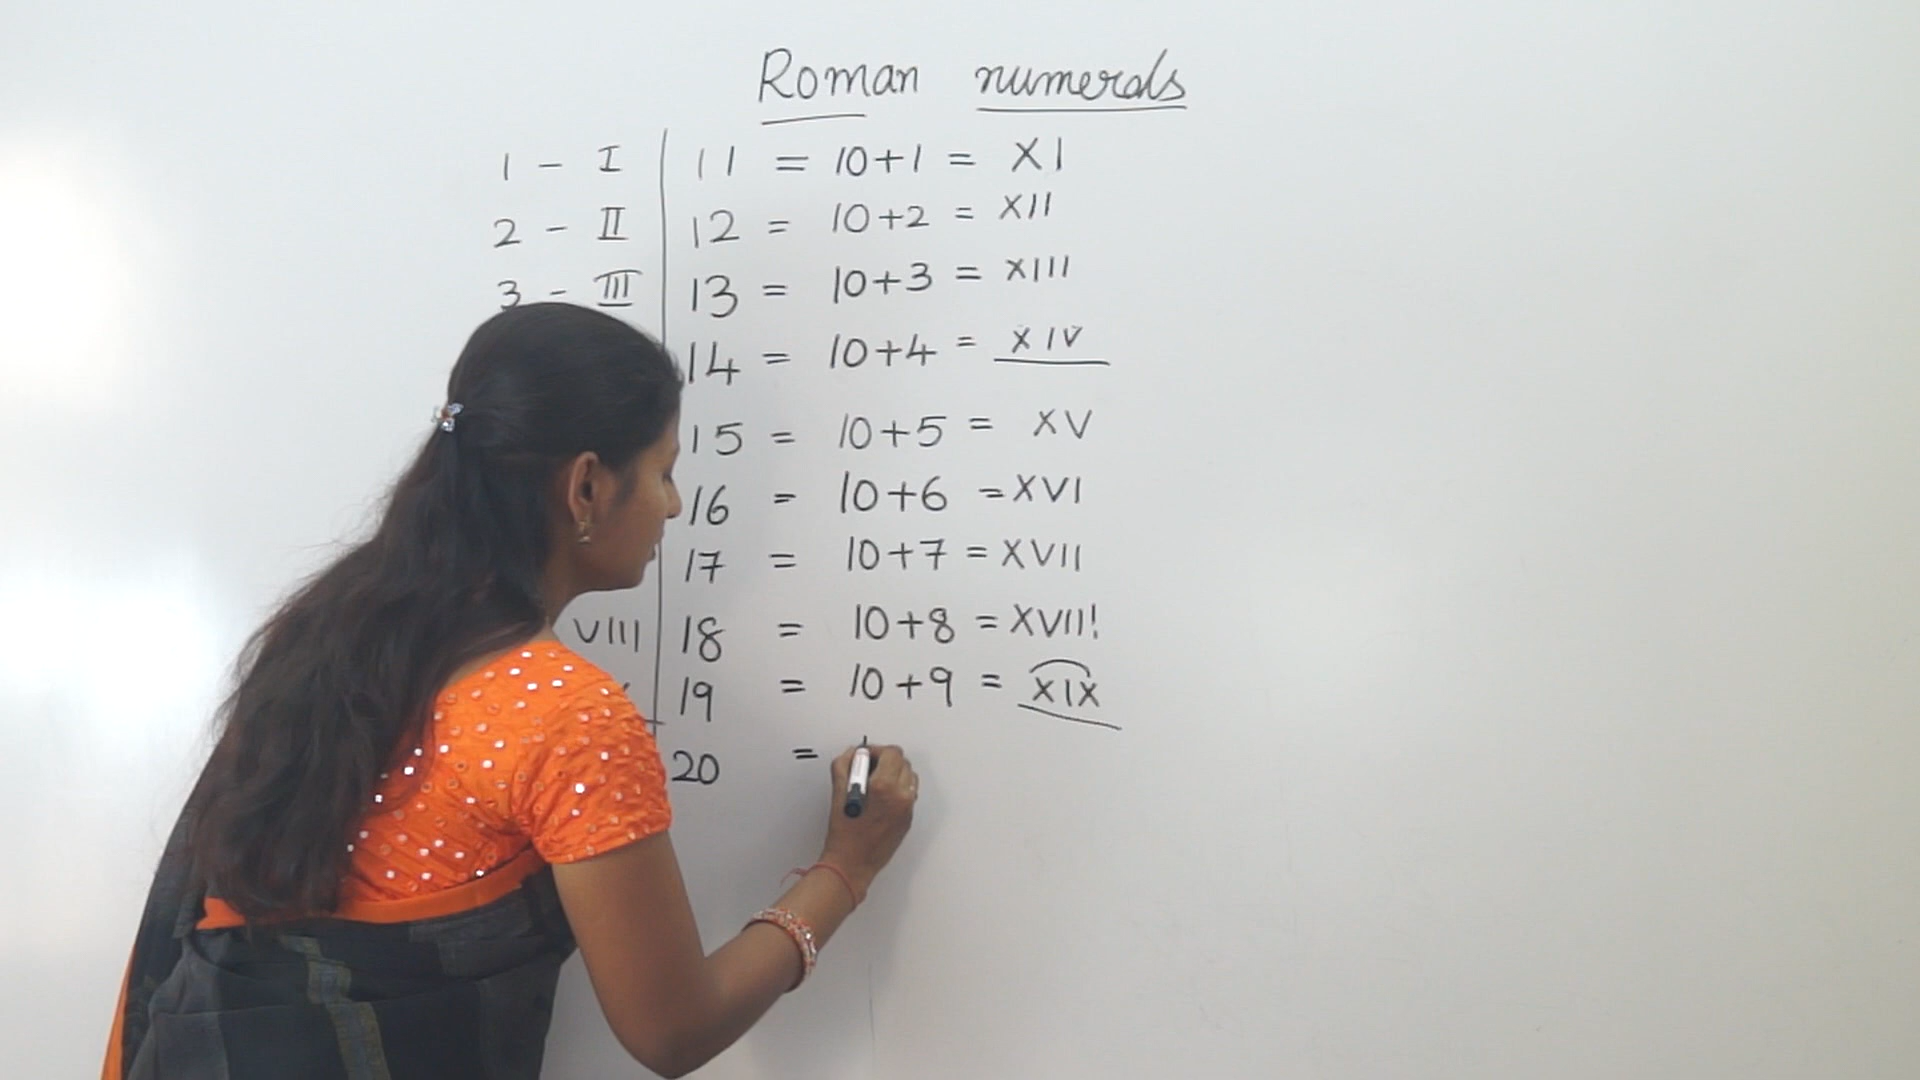 Roman numerals
1 - I
2 - II
3 - III
VIII
11 = 10+1 = XI
12 = 10+2 = XII
13 = 10+3 = XIII
14 = 10+4 = XIV
15 = 10+5 = XV
16 = 10+6 = XVI
17 = 10+7 = XVII
18 = 10+8 = XVIII
19 = 10+9 = XIX
20 =